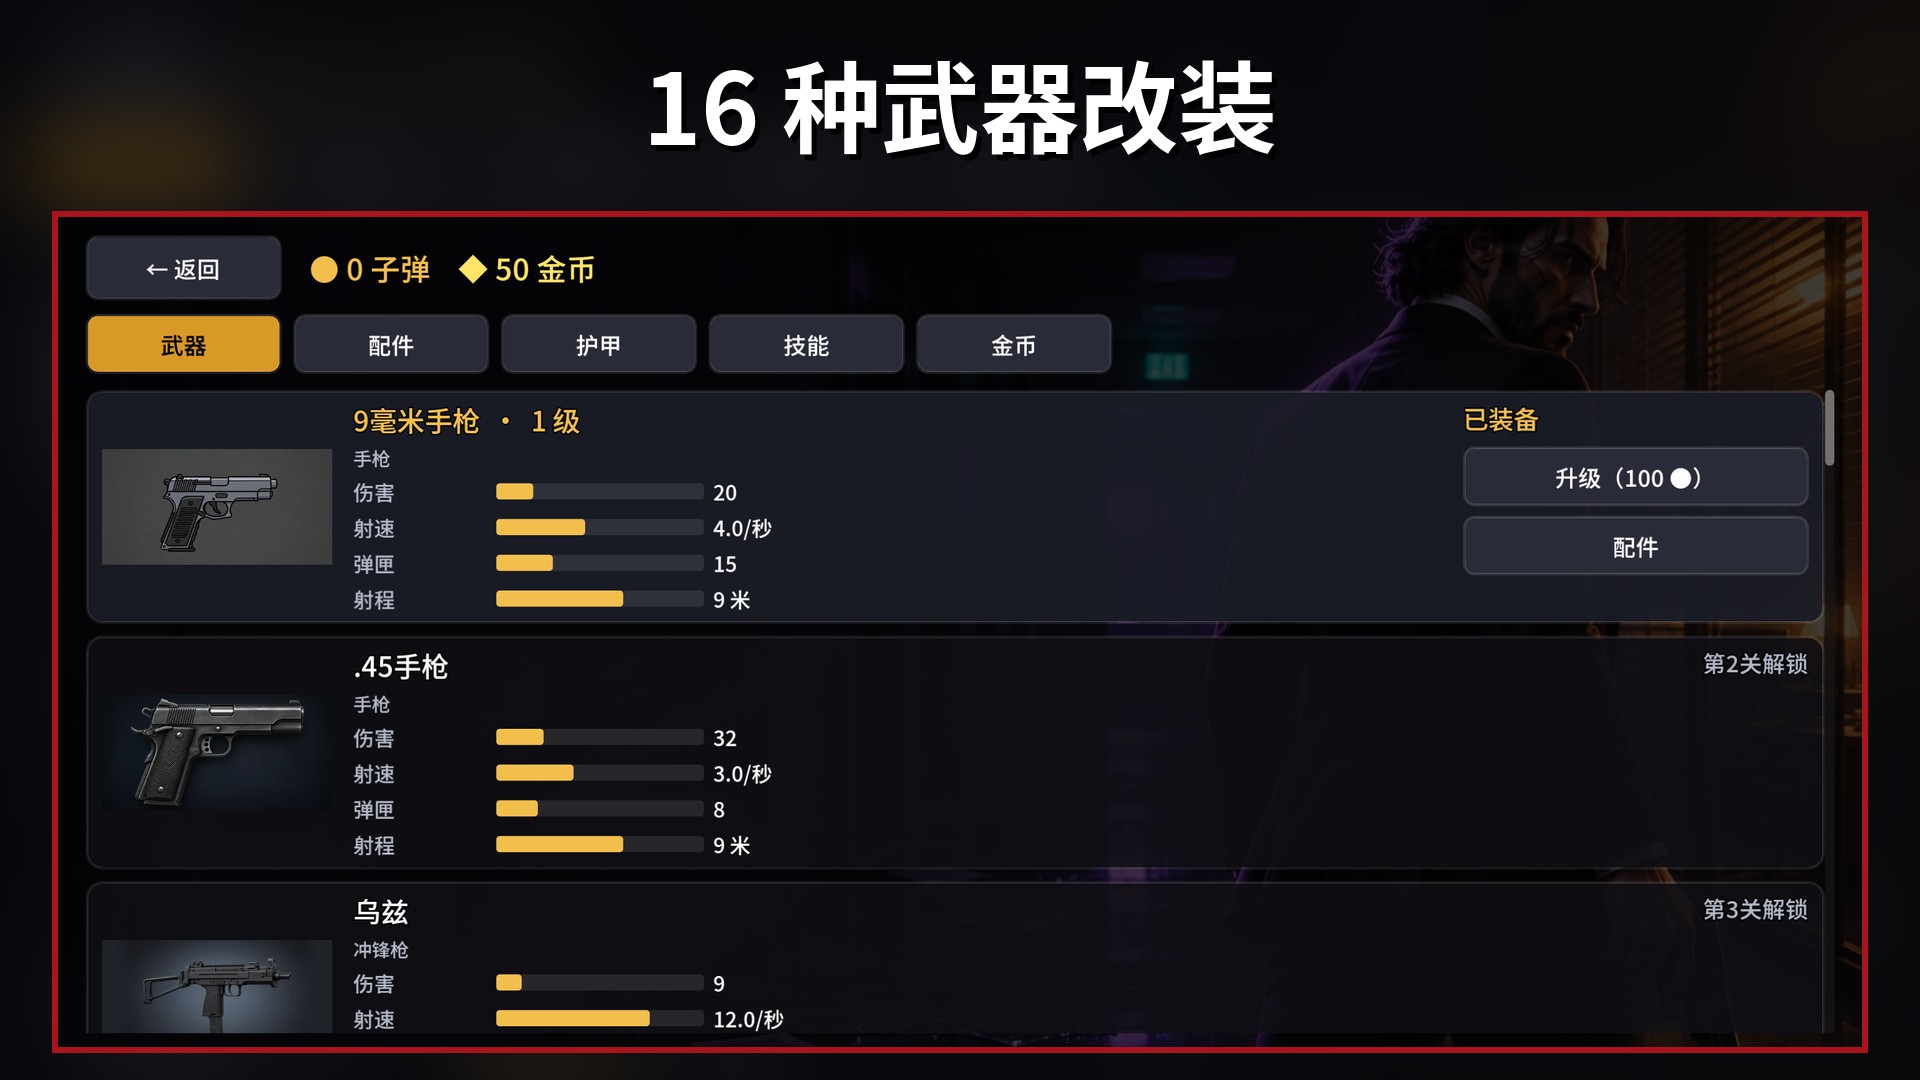 16 种武器改装
← 返回
0 子弹
50 金币
武器
配件
护甲
技能
金币
9毫米手枪 · 1 级
手枪
伤害 20
射速 4.0/秒
弹匣 15
射程 9 米
已装备
升级（100 ●）
配件
.45手枪
第2关解锁
手枪
伤害 32
射速 3.0/秒
弹匣 8
射程 9 米
乌兹
第3关解锁
冲锋枪
伤害 9
射速 12.0/秒